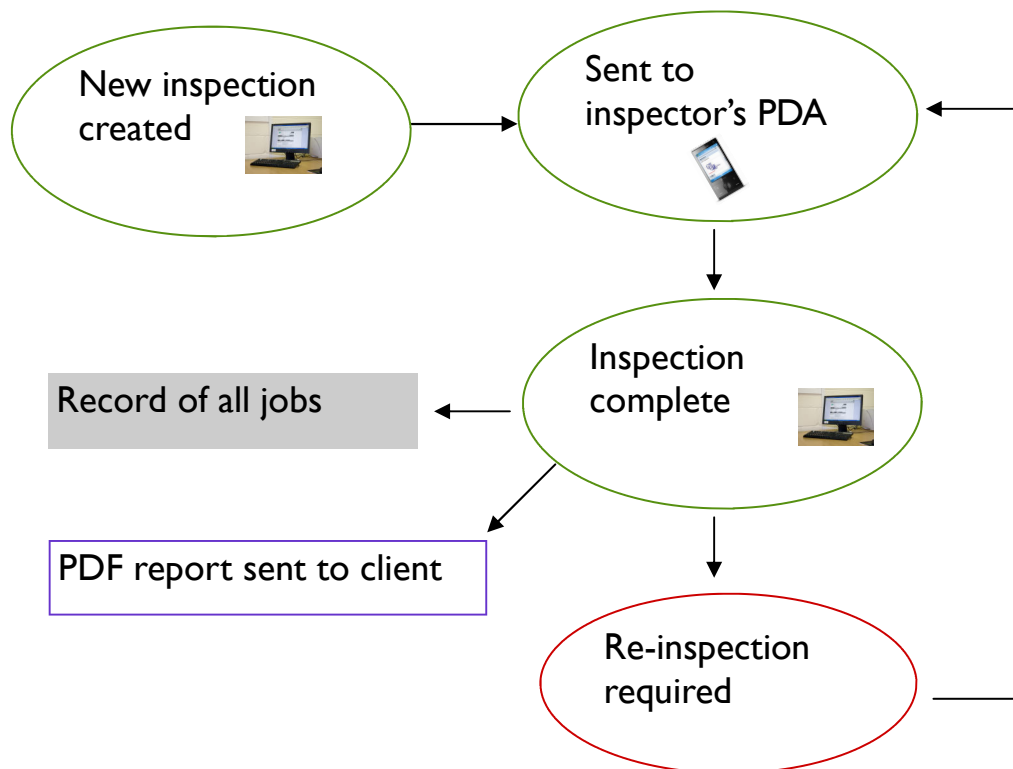 New inspection
created
Sent to
inspector’s PDA
Inspection
complete
Record of all jobs
PDF report sent to client
Re-inspection
required